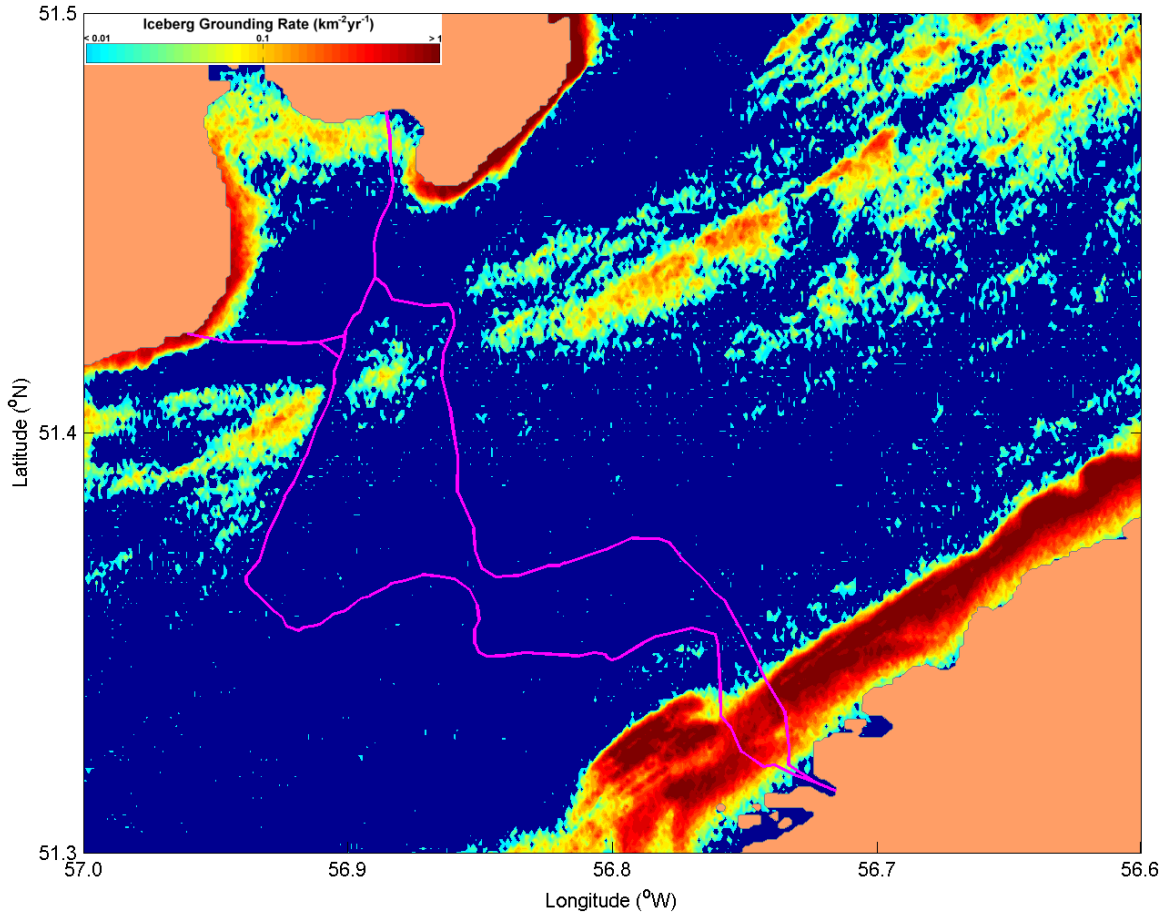 51.5
Iceberg Grounding Rate (km⁻²yr⁻¹)
< 0.01 0.1 > 1
Latitude (°N)
51.4
51.3
57.0 56.9 56.8 56.7 56.6
Longitude (°W)